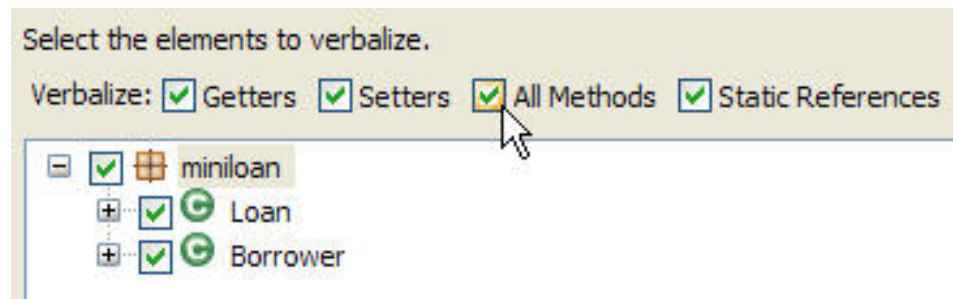 Select the elements to verbalize.
Verbalize: Getters Setters All Methods Static References
miniloan
Loan
Borrower